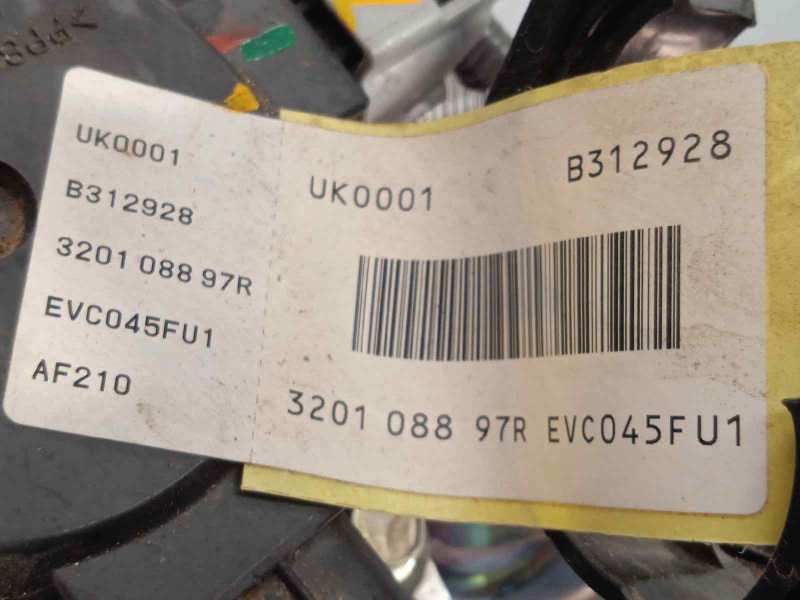 UK0001
B312928
3201 088 97R
EVC045FU1
AF210
UK0001
B312928
3201 088 97R EVC045FU1